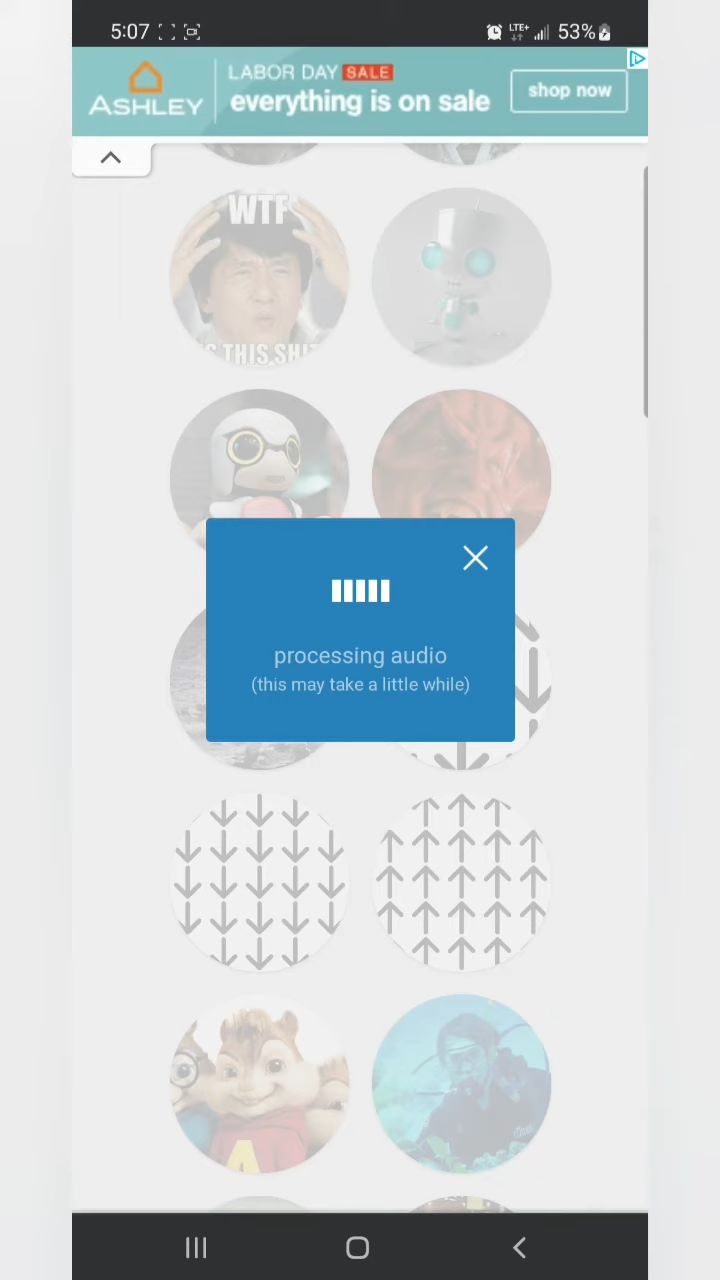 5:07
LTE+
53%
ASHLEY
LABOR DAY SALE
everything is on sale
shop now
WTF
THIS SHIT
processing audio
(this may take a little while)
A